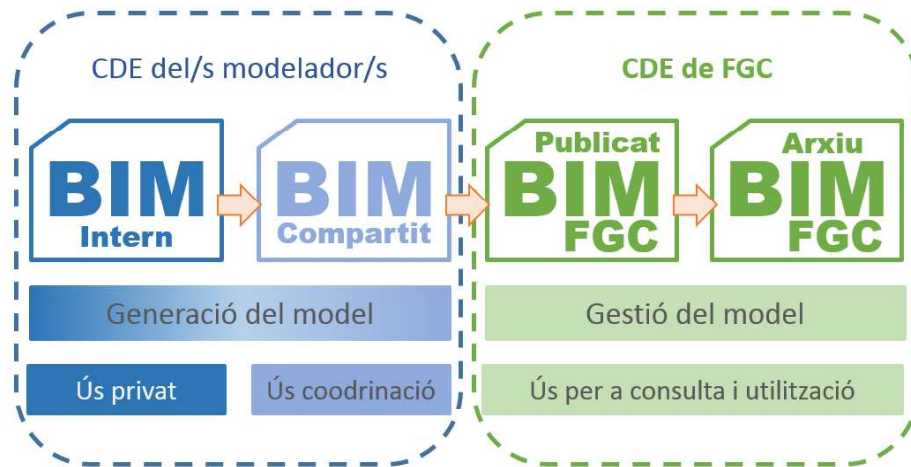 CDE del/s modelador/s
CDE de FGC
BIM
Intern
BIM
Compartit
Publicat
BIM
FGC
Arxiu
BIM
FGC
Generació del model
Gestió del model
Ús privat
Ús coodrinació
Ús per a consulta i utilització